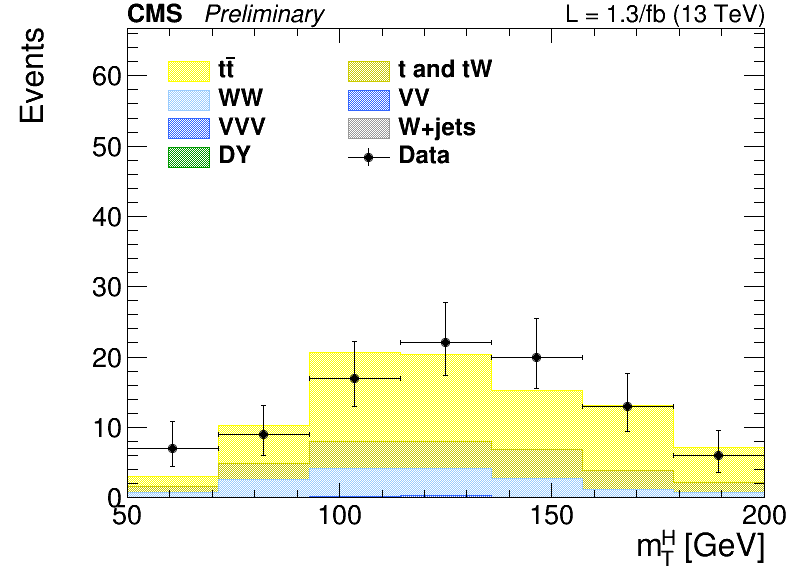 CMS Preliminary L = 1.3/fb (13 TeV)
Events
60
50
40
30
20
10
0
tt̄ t and tW
WW VV
VVV W+jets
DY Data
50 100 150 200
m_T^H [GeV]